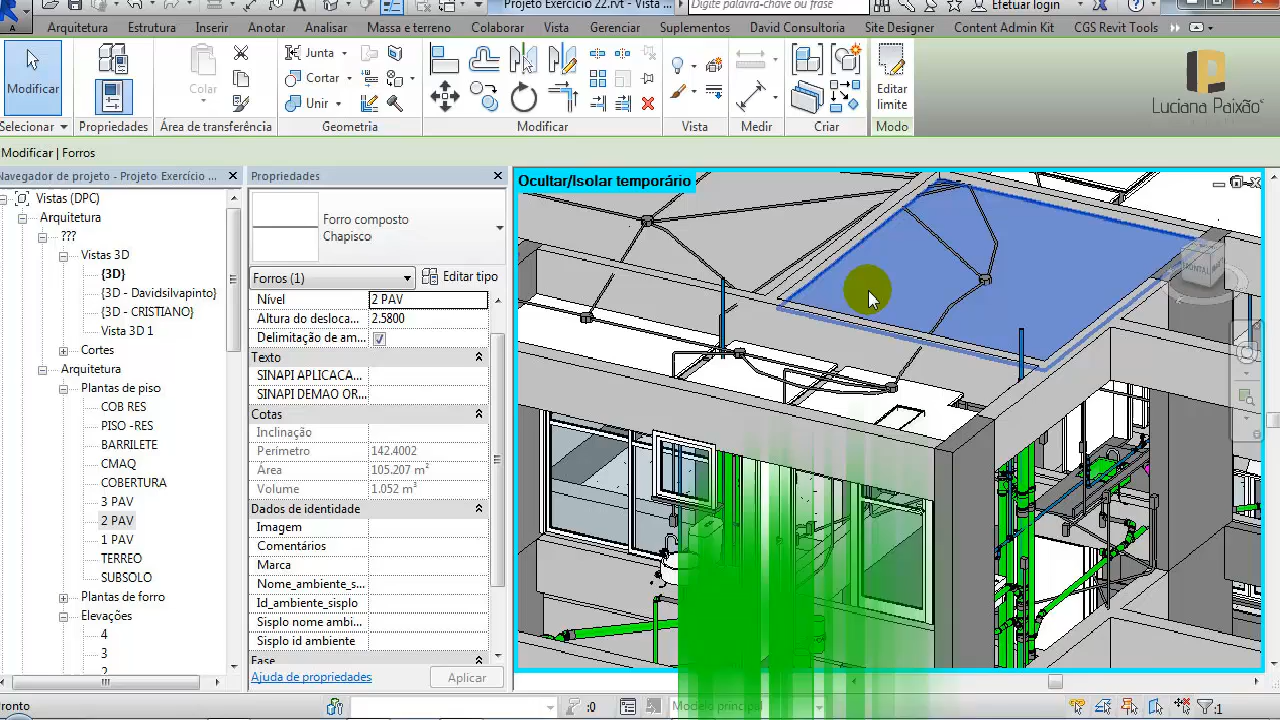 Projeto Exercício 22.rvt - Vista ...
Digite palavra-chave ou frase
Efetuar login
Arquitetura
Estrutura
Inserir
Anotar
Analisar
Massa e terreno
Colaborar
Vista
Gerenciar
Suplementos
David Consultoria
Site Designer
Content Admin Kit
CGS Revit Tools
Modificar
Colar
Junta
Cortar
Unir
Editar
limite
Luciana Paixão
Selecionar
Propriedades
Área de transferência
Geometria
Modificar
Vista
Medir
Criar
Modo
Modificar | Forros
Navegador de projeto - Projeto Exercício ...
Vistas (DPC)
Arquitetura
???
Vistas 3D
{3D}
{3D - Davidsilvapinto}
{3D - CRISTIANO}
Vista 3D 1
Cortes
Arquitetura
Plantas de piso
COB RES
PISO -RES
BARRILETE
CMAQ
COBERTURA
3 PAV
2 PAV
1 PAV
TERREO
SUBSOLO
Plantas de forro
Elevações
4
3
2
Propriedades
Forro composto
Chapisco
Forros (1)
Editar tipo
Nível 2 PAV
Altura do desloca... 2.5800
Delimitação de am...
Texto
SINAPI APLICACA...
SINAPI DEMAO OR...
Cotas
Inclinação
Perímetro 142.4002
Área 105.207 m²
Volume 1.052 m³
Dados de identidade
Imagem
Comentários
Marca
Nome_ambiente_s...
Id_ambiente_sisplo
Sisplo nome ambi...
Sisplo id ambiente
Fase
Ajuda de propriedades
Aplicar
Ocultar/Isolar temporário
FRONTAL
Pronto
:0
Modelo principal
:1